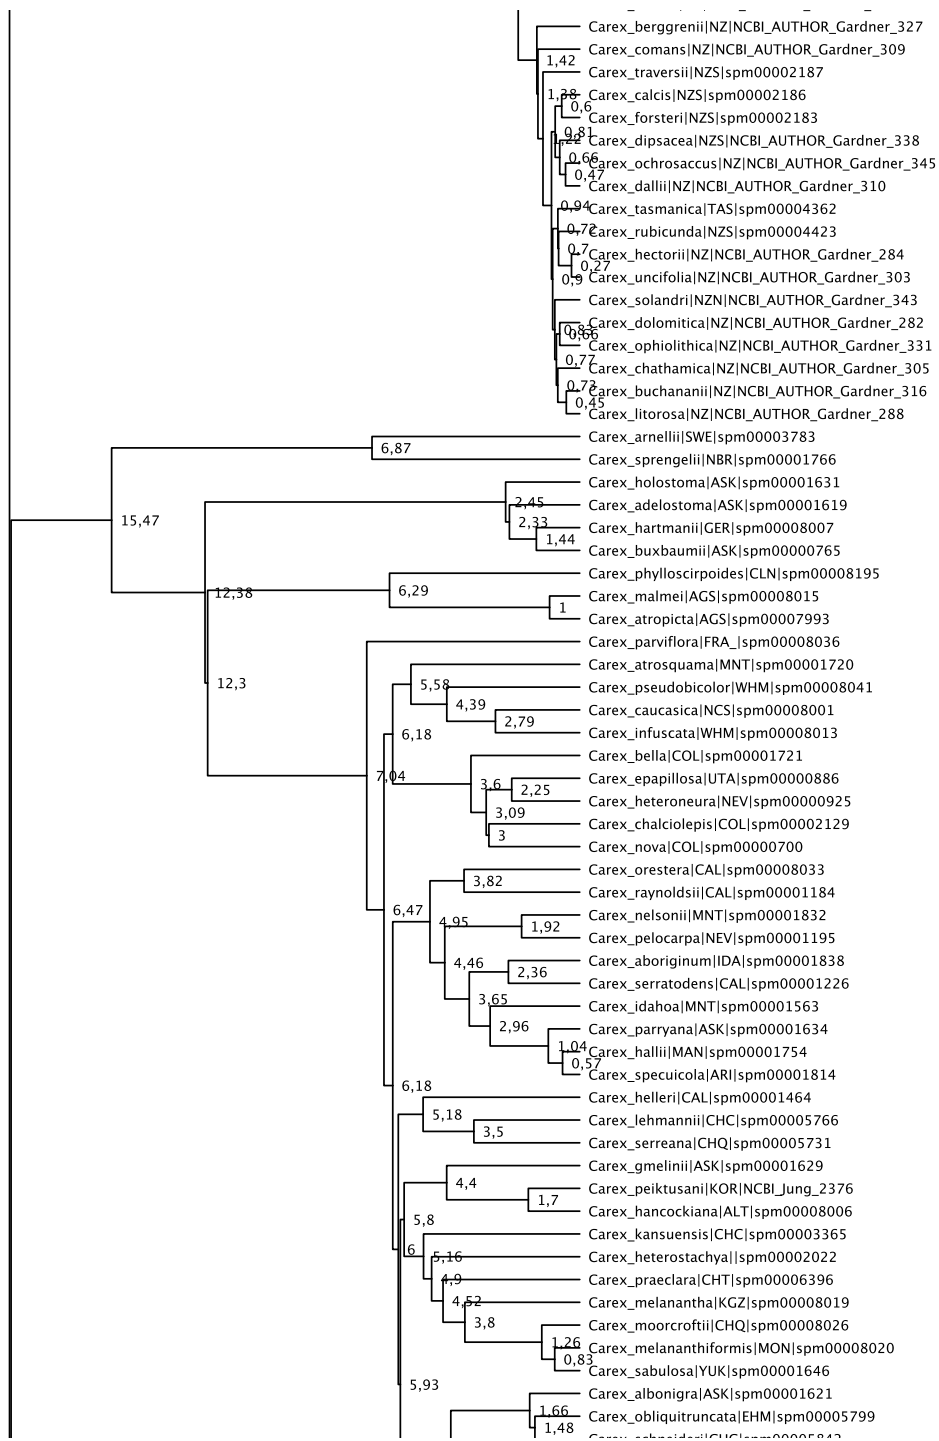 Carex_berggrenii|NZ|NCBI_AUTHOR_Gardner_327
Carex_comans|NZ|NCBI_AUTHOR_Gardner_309
1,42
Carex_traversii|NZS|spm00002187
1,38
Carex_calcis|NZS|spm00002186
0,6
Carex_forsteri|NZS|spm00002183
0,81
Carex_dipsacea|NZS|NCBI_AUTHOR_Gardner_338
0,66
Carex_ochrosaccus|NZ|NCBI_AUTHOR_Gardner_345
0,47
Carex_dallii|NZ|NCBI_AUTHOR_Gardner_310
0,94
Carex_tasmanica|TAS|spm00004362
0,72
Carex_rubicunda|NZS|spm00004423
0,7
Carex_hectorii|NZ|NCBI_AUTHOR_Gardner_284
0,27
Carex_uncifolia|NZ|NCBI_AUTHOR_Gardner_303
0,9
Carex_solandri|NZN|NCBI_AUTHOR_Gardner_343
Carex_dolomitica|NZ|NCBI_AUTHOR_Gardner_282
0,83
0,66
Carex_ophiolithica|NZ|NCBI_AUTHOR_Gardner_331
0,77
Carex_chathamica|NZ|NCBI_AUTHOR_Gardner_305
0,73
Carex_buchananii|NZ|NCBI_AUTHOR_Gardner_316
0,45
Carex_litorosa|NZ|NCBI_AUTHOR_Gardner_288
Carex_arnellii|SWE|spm00003783
6,87
Carex_sprengelii|NBR|spm00001766
Carex_holostoma|ASK|spm00001631
2,45
Carex_adelostoma|ASK|spm00001619
15,47
2,33
Carex_hartmanii|GER|spm00008007
1,44
Carex_buxbaumii|ASK|spm00000765
Carex_phylloscirpoides|CLN|spm00008195
12,38
6,29
Carex_malmei|AGS|spm00008015
1
Carex_atropicta|AGS|spm00007993
Carex_parviflora|FRA_|spm00008036
Carex_atrosquama|MNT|spm00001720
12,3
5,58
Carex_pseudobicolor|WHM|spm00008041
4,39
Carex_caucasica|NCS|spm00008001
2,79
Carex_infuscata|WHM|spm00008013
6,18
Carex_bella|COL|spm00001721
7,04
3,6
Carex_epapillosa|UTA|spm00000886
2,25
Carex_heteroneura|NEV|spm00000925
3,09
Carex_chalciolepis|COL|spm00002129
3
Carex_nova|COL|spm00000700
Carex_orestera|CAL|spm00008033
3,82
Carex_raynoldsii|CAL|spm00001184
6,47
Carex_nelsonii|MNT|spm00001832
4,95
1,92
Carex_pelocarpa|NEV|spm00001195
4,46
Carex_aboriginum|IDA|spm00001838
2,36
Carex_serratodens|CAL|spm00001226
3,65
Carex_idahoa|MNT|spm00001563
2,96
Carex_parryana|ASK|spm00001634
1,04
Carex_hallii|MAN|spm00001754
0,57
Carex_specuicola|ARI|spm00001814
6,18
Carex_helleri|CAL|spm00001464
5,18
Carex_lehmannii|CHC|spm00005766
3,5
Carex_serreana|CHQ|spm00005731
Carex_gmelinii|ASK|spm00001629
4,4
Carex_peiktusani|KOR|NCBI_Jung_2376
1,7
Carex_hancockiana|ALT|spm00008006
5,8
Carex_kansuensis|CHC|spm00003365
6
5,16
Carex_heterostachya||spm00002022
4,9
Carex_praeclara|CHT|spm00006396
4,52
Carex_melanantha|KGZ|spm00008019
3,8
Carex_moorcroftii|CHQ|spm00008026
1,26
Carex_melananthiformis|MON|spm00008020
0,83
Carex_sabulosa|YUK|spm00001646
5,93
Carex_albonigra|ASK|spm00001621
1,66
Carex_obliquitruncata|EHM|spm00005799
1,48